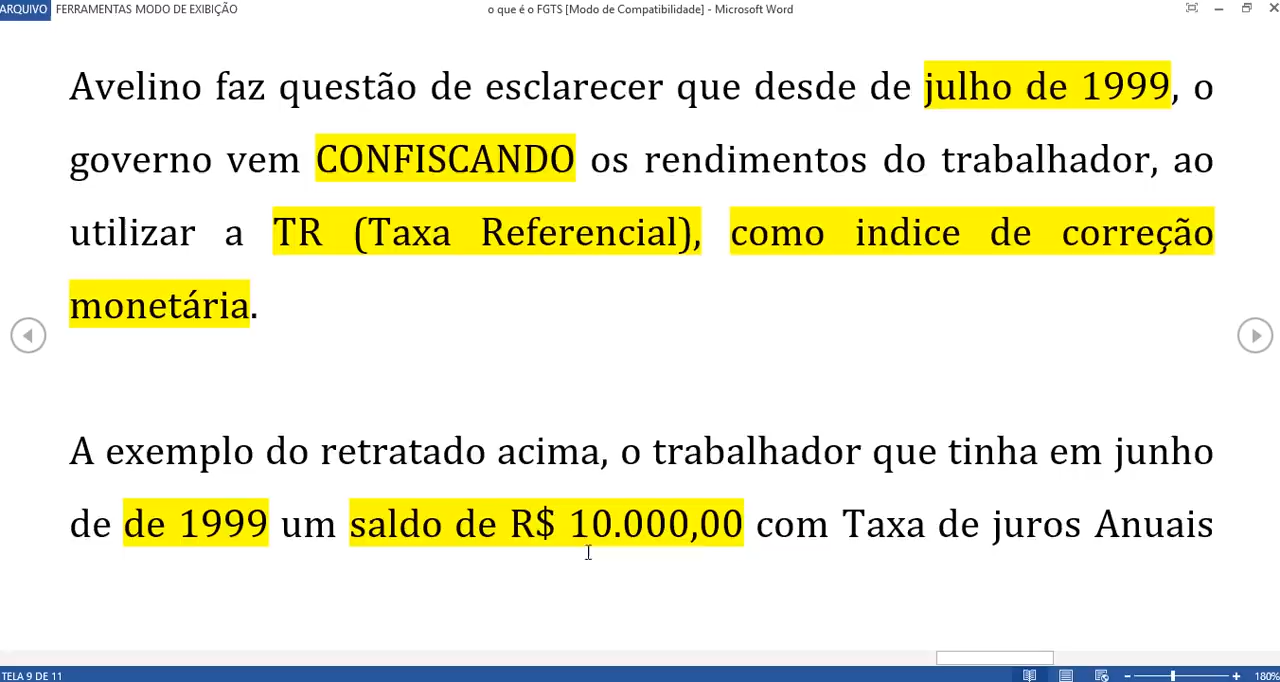 ARQUIVO FERRAMENTAS MODO DE EXIBIÇÃO
o que é o FGTS [Modo de Compatibilidade] - Microsoft Word
Avelino faz questão de esclarecer que desde de julho de 1999, o
governo vem CONFISCANDO os rendimentos do trabalhador, ao
utilizar a TR (Taxa Referencial), como indice de correção
monetária.
A exemplo do retratado acima, o trabalhador que tinha em junho
de de 1999 um saldo de R$ 10.000,00 com Taxa de juros Anuais
TELA 9 DE 11
180%